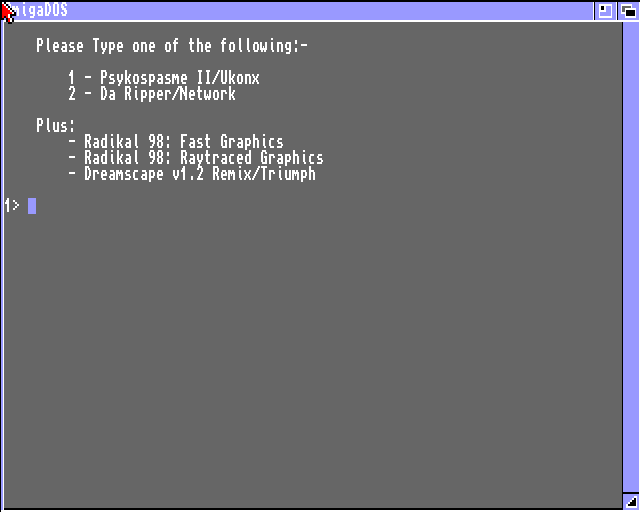 migaDOS
Please Type one of the following:-
1 - Psykospasme II/Ukonx
2 - Da Ripper/Network
Plus:
- Radikal 98: Fast Graphics
- Radikal 98: Raytraced Graphics
- Dreamscape v1.2 Remix/Triumph
1>